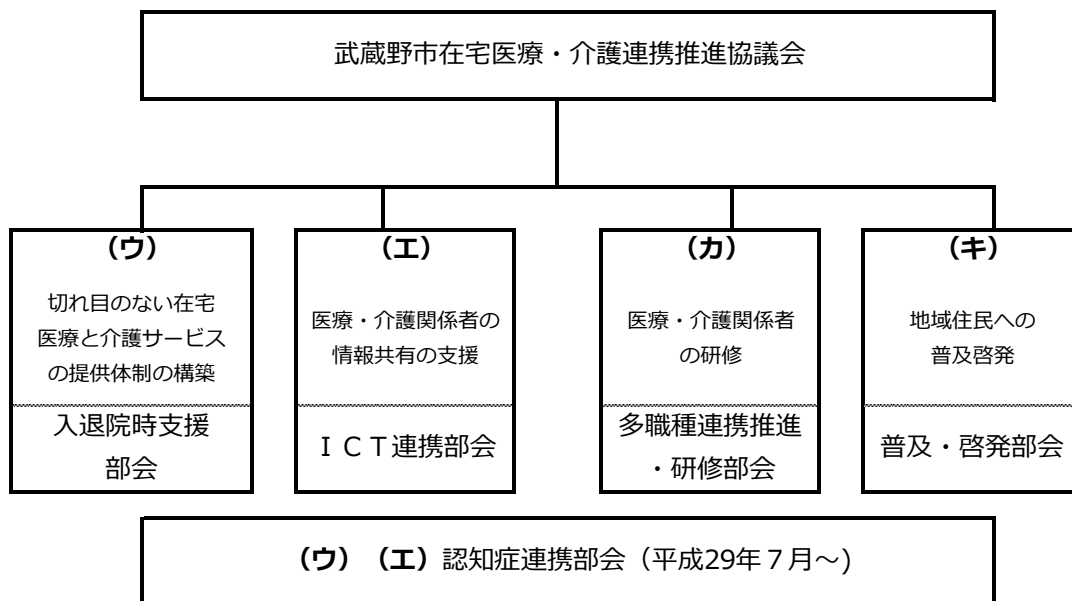 武蔵野市在宅医療・介護連携推進協議会
(ウ)
切れ目のない在宅
医療と介護サービス
の提供体制の構築
入退院時支援
部会
(エ)
医療・介護関係者の
情報共有の支援
ＩＣＴ連携部会
(カ)
医療・介護関係者
の研修
多職種連携推進
・研修部会
(キ)
地域住民への
普及啓発
普及・啓発部会
(ウ) (エ) 認知症連携部会（平成29年７月～)